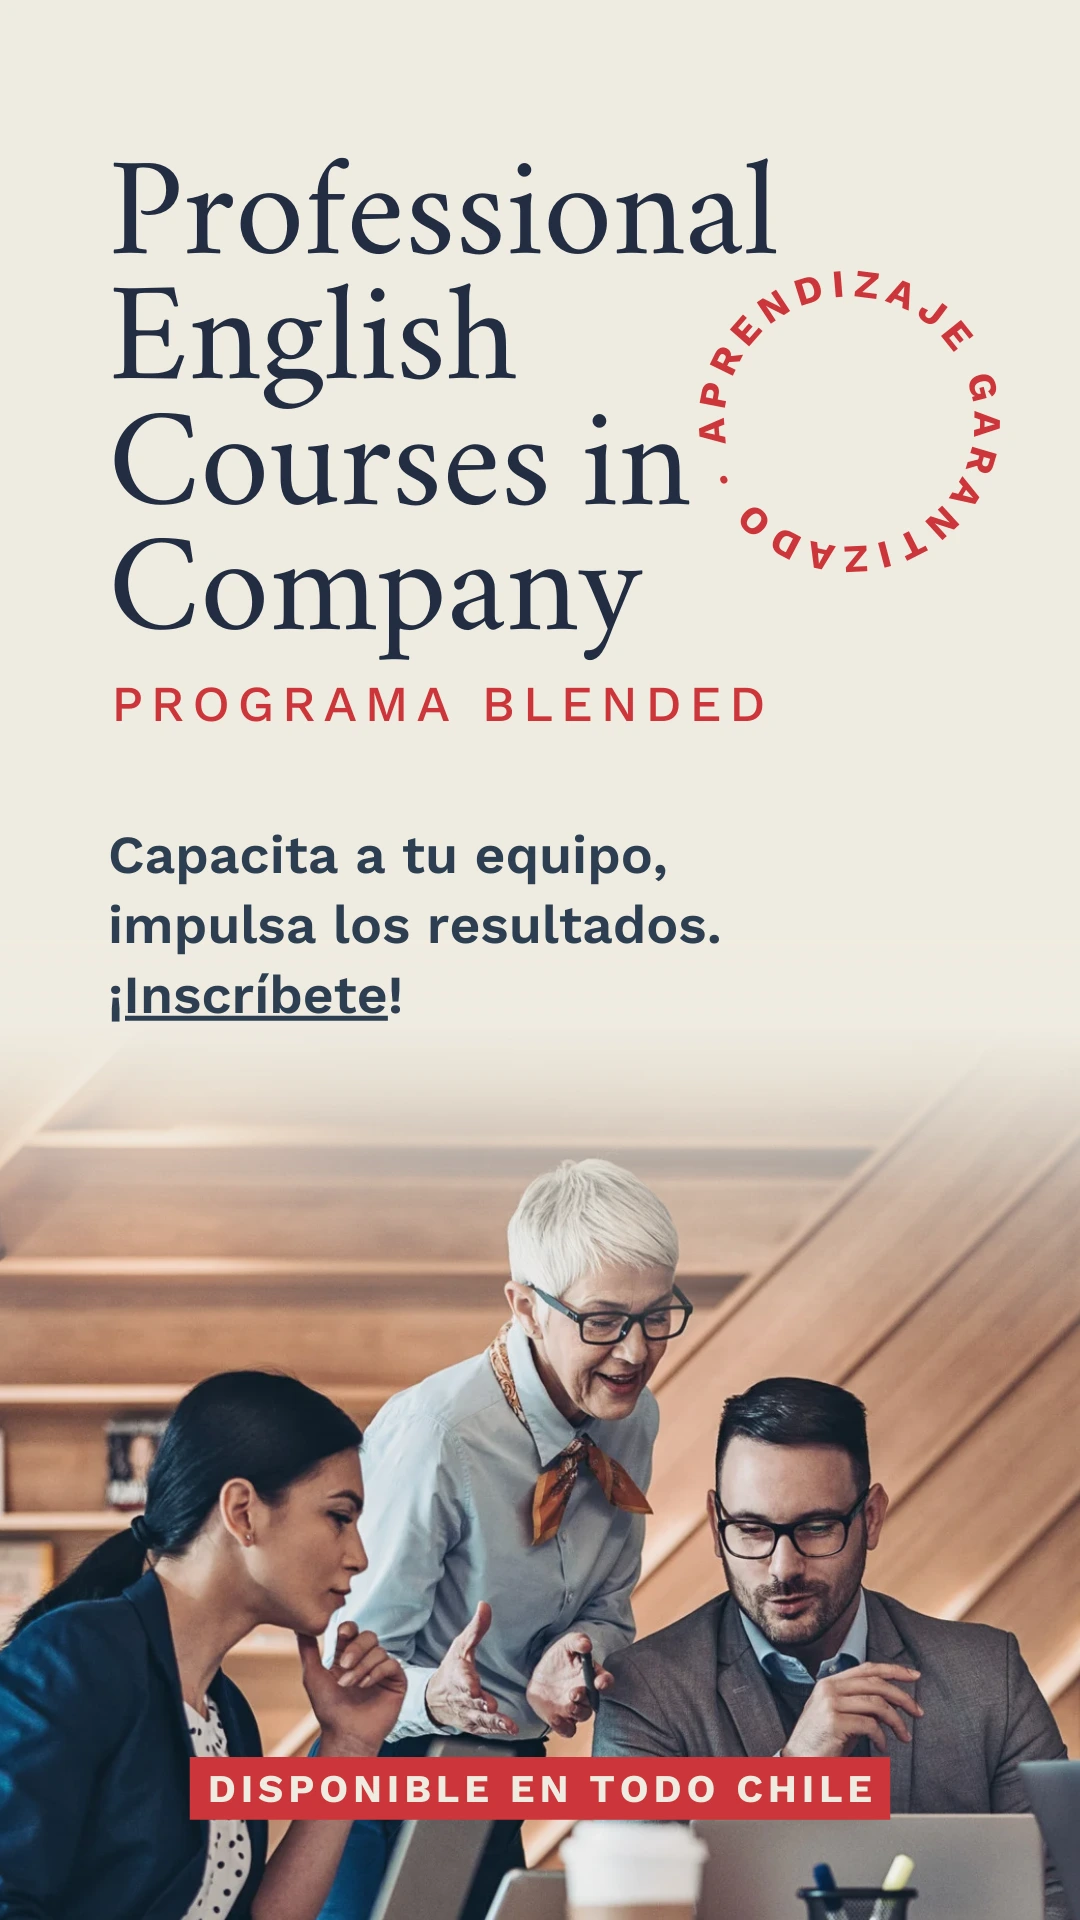 Professional
English
Courses in
Company
APRENDIZAJE GARANTIZADO ·
PROGRAMA BLENDED
Capacita a tu equipo,
impulsa los resultados.
¡Inscríbete!
DISPONIBLE EN TODO CHILE